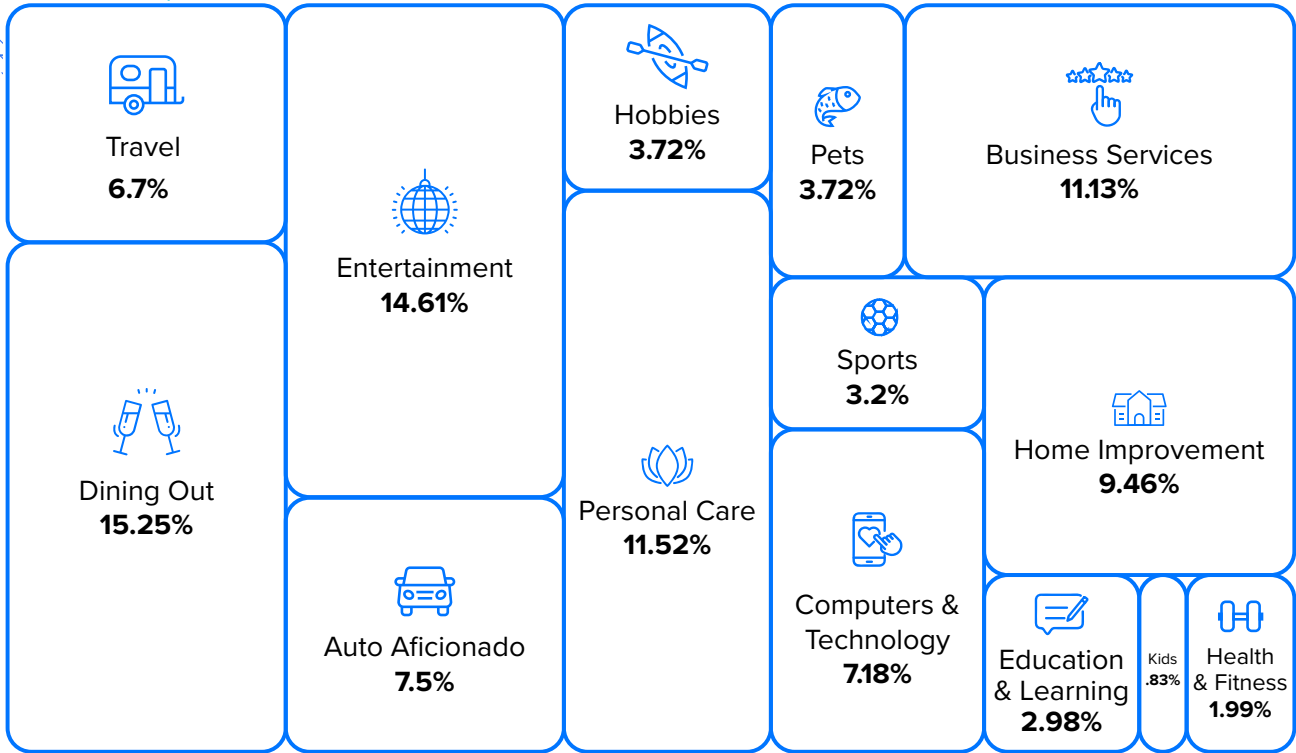 Travel
6.7%
Entertainment
14.61%
Hobbies
3.72%
Pets
3.72%
Business Services
11.13%
Dining Out
15.25%
Auto Aficionado
7.5%
Personal Care
11.52%
Sports
3.2%
Home Improvement
9.46%
Computers &
Technology
7.18%
Education
& Learning
2.98%
Kids
.83%
Health
& Fitness
1.99%